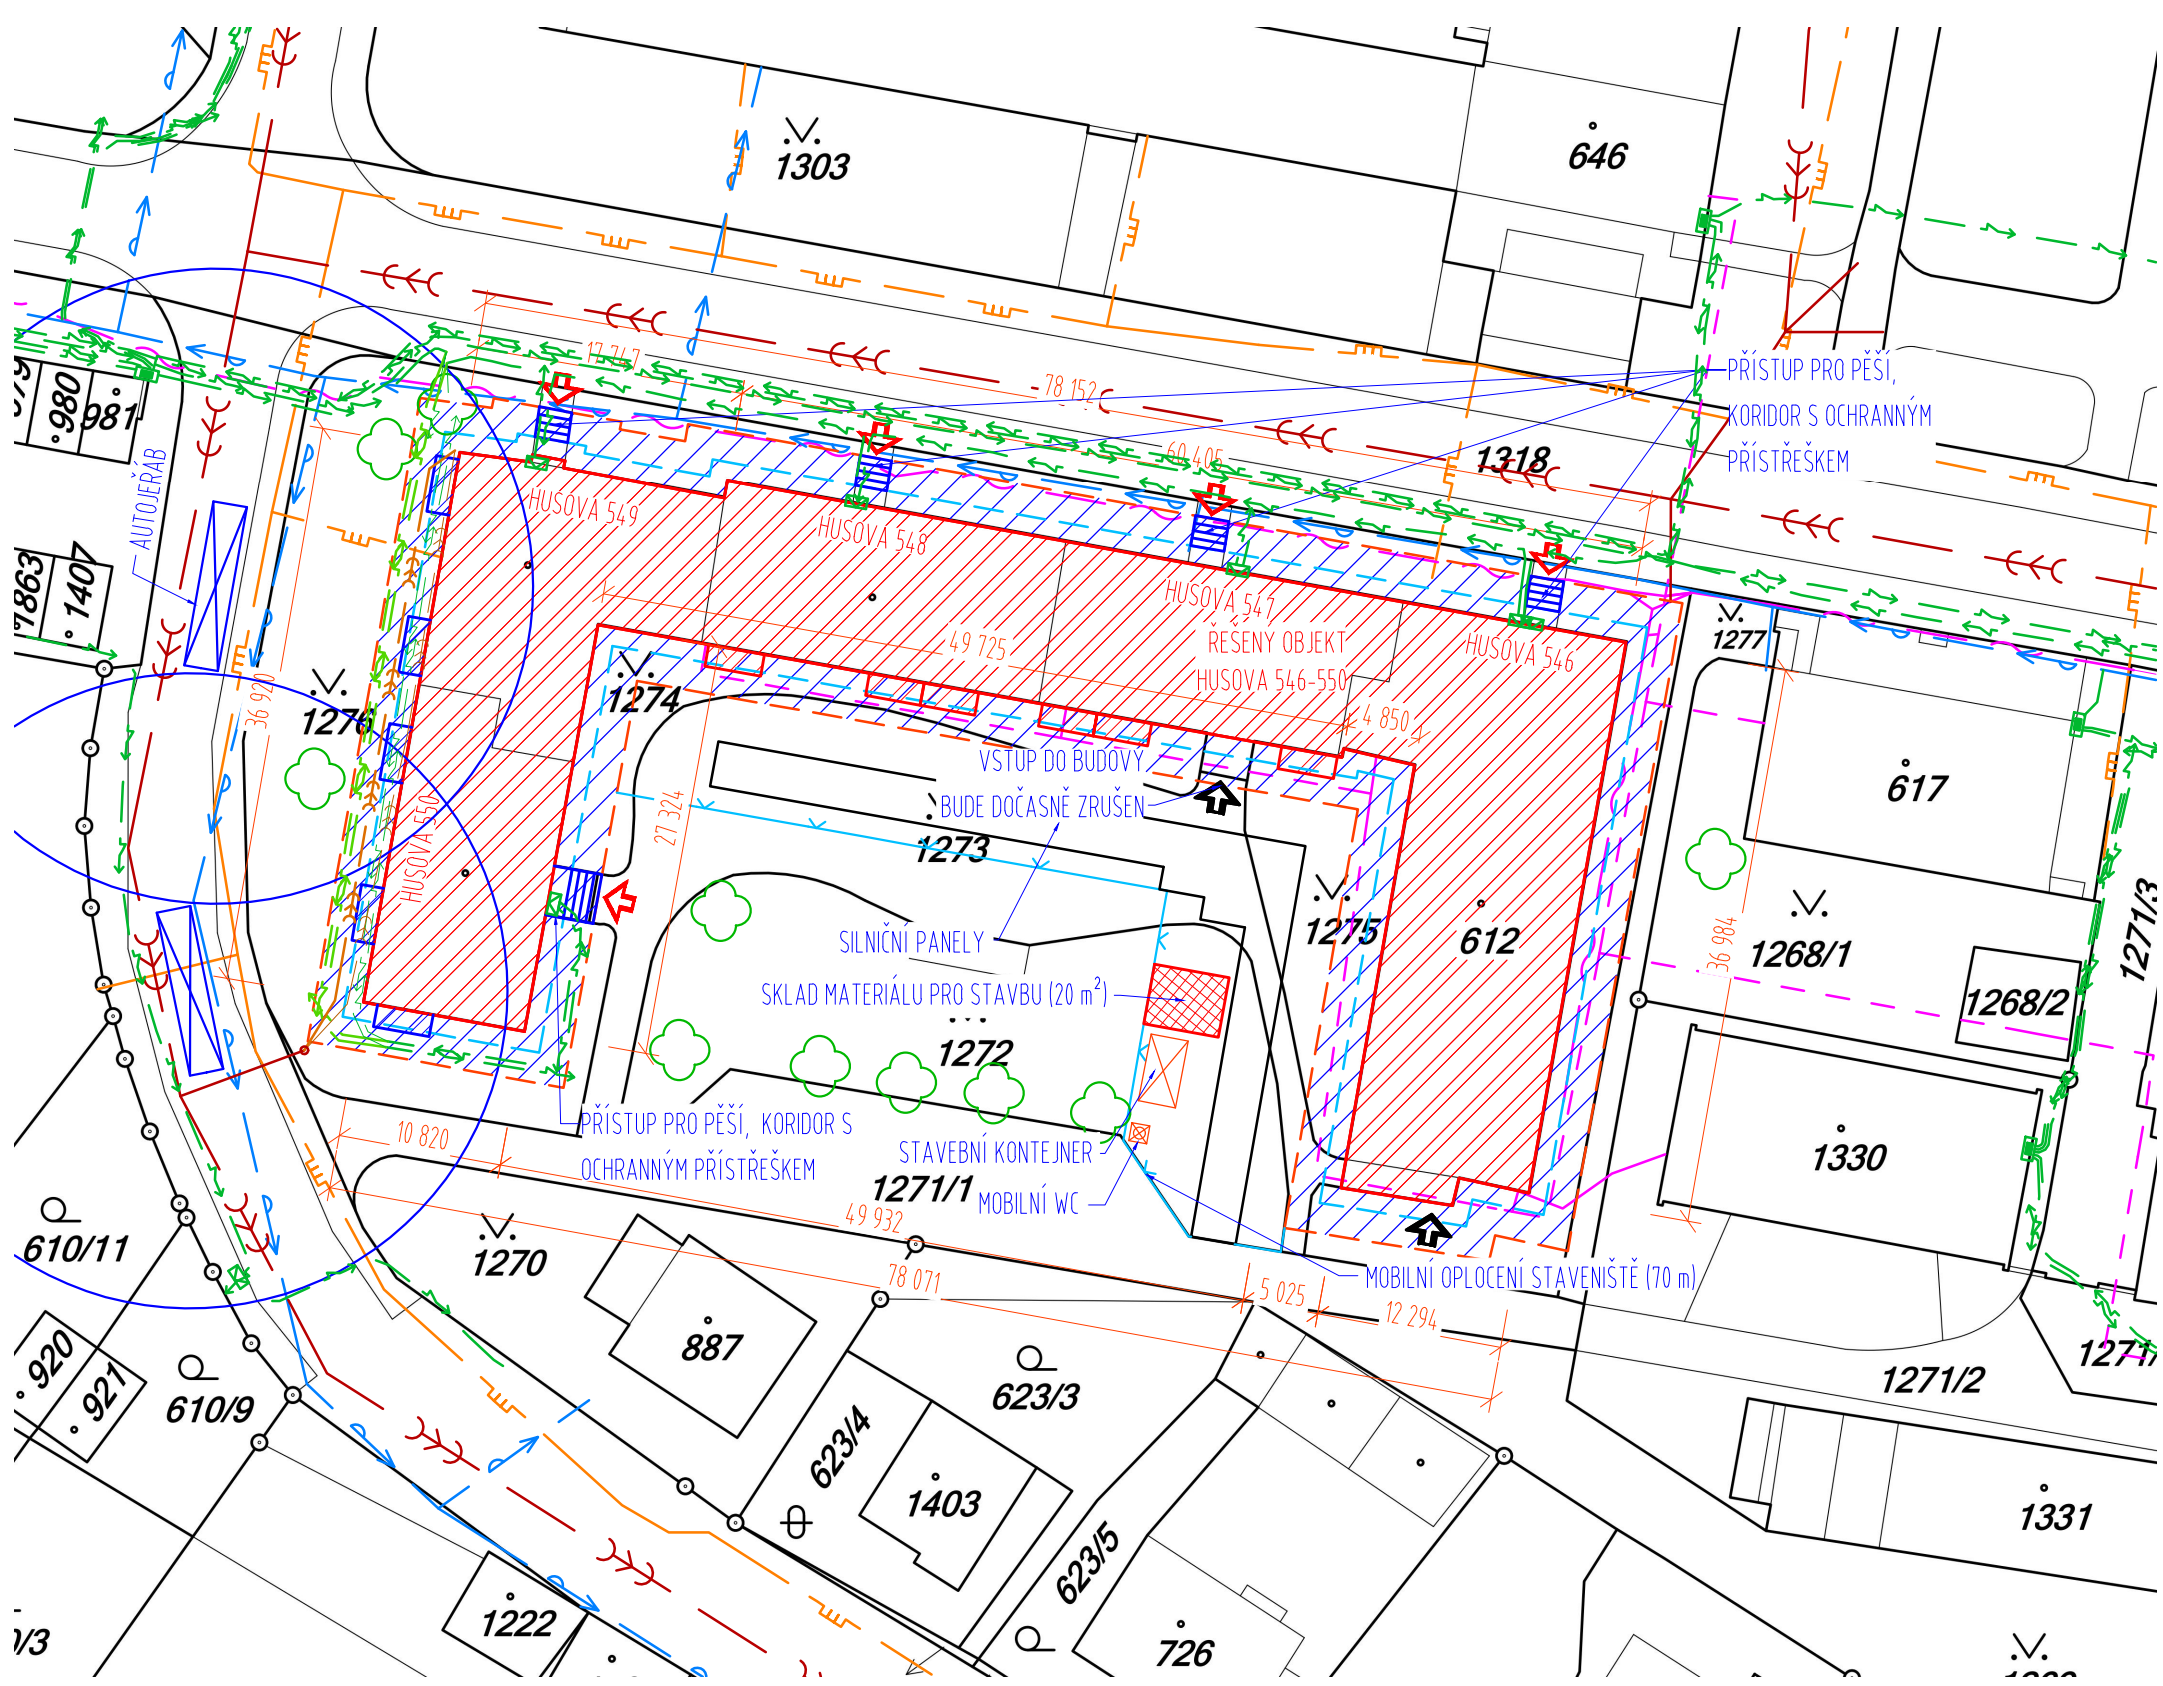 1303
646
17 747
78 152
60 405
1318
PŘÍSTUP PRO PĚŠÍ,
KORIDOR S OCHRANNÝM
PŘÍSTŘEŠKEM
980
981
AUTOJEŘÁB
HUSOVA 549
HUSOVA 548
HUSOVA 547
HUSOVA 546
ŘEŠENÝ OBJEKT
HUSOVA 546-550
1863
1407
49 725
4 850
1277
1274
1276
36 920
27 324
HUSOVA 550
VSTUP DO BUDOVY
BUDE DOČASNĚ ZRUŠEN
1273
617
1275
612
1268/1
36 984
1271/3
1268/2
SILNIČNÍ PANELY
SKLAD MATERIÁLU PRO STAVBU (20 m²)
1272
10 820
PŘÍSTUP PRO PĚŠÍ, KORIDOR S
OCHRANNÝM PŘÍSTŘEŠKEM
STAVEBNÍ KONTEJNER
MOBILNÍ WC
1271/1
49 932
1330
610/11
1270
78 071
5 025
12 294
MOBILNÍ OPLOCENÍ STAVENIŠTĚ (70 m)
887
920
921
610/9
623/3
623/4
1271/2
1403
623/5
1331
1222
726